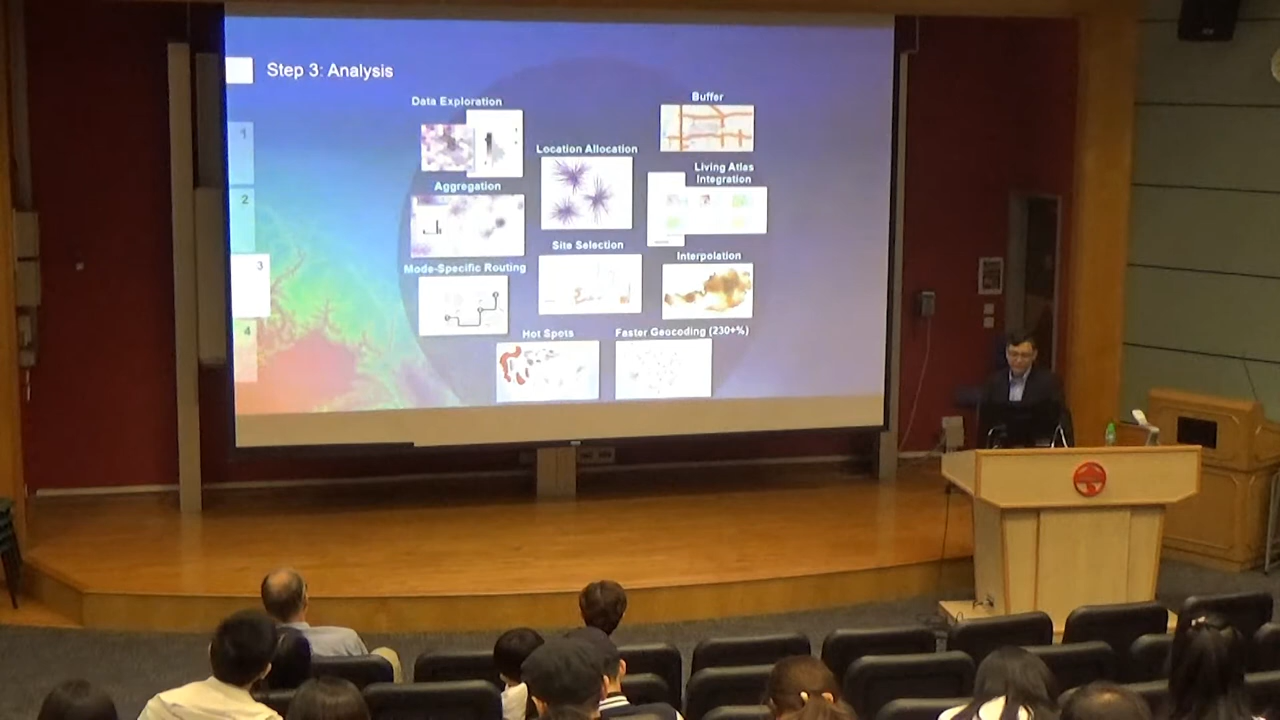 Step 3: Analysis
1
2
3
4
Data Exploration
Buffer
Location Allocation
Living Atlas
Integration
Aggregation
Site Selection
Interpolation
Mode-Specific Routing
Hot Spots
Faster Geocoding (230+%)